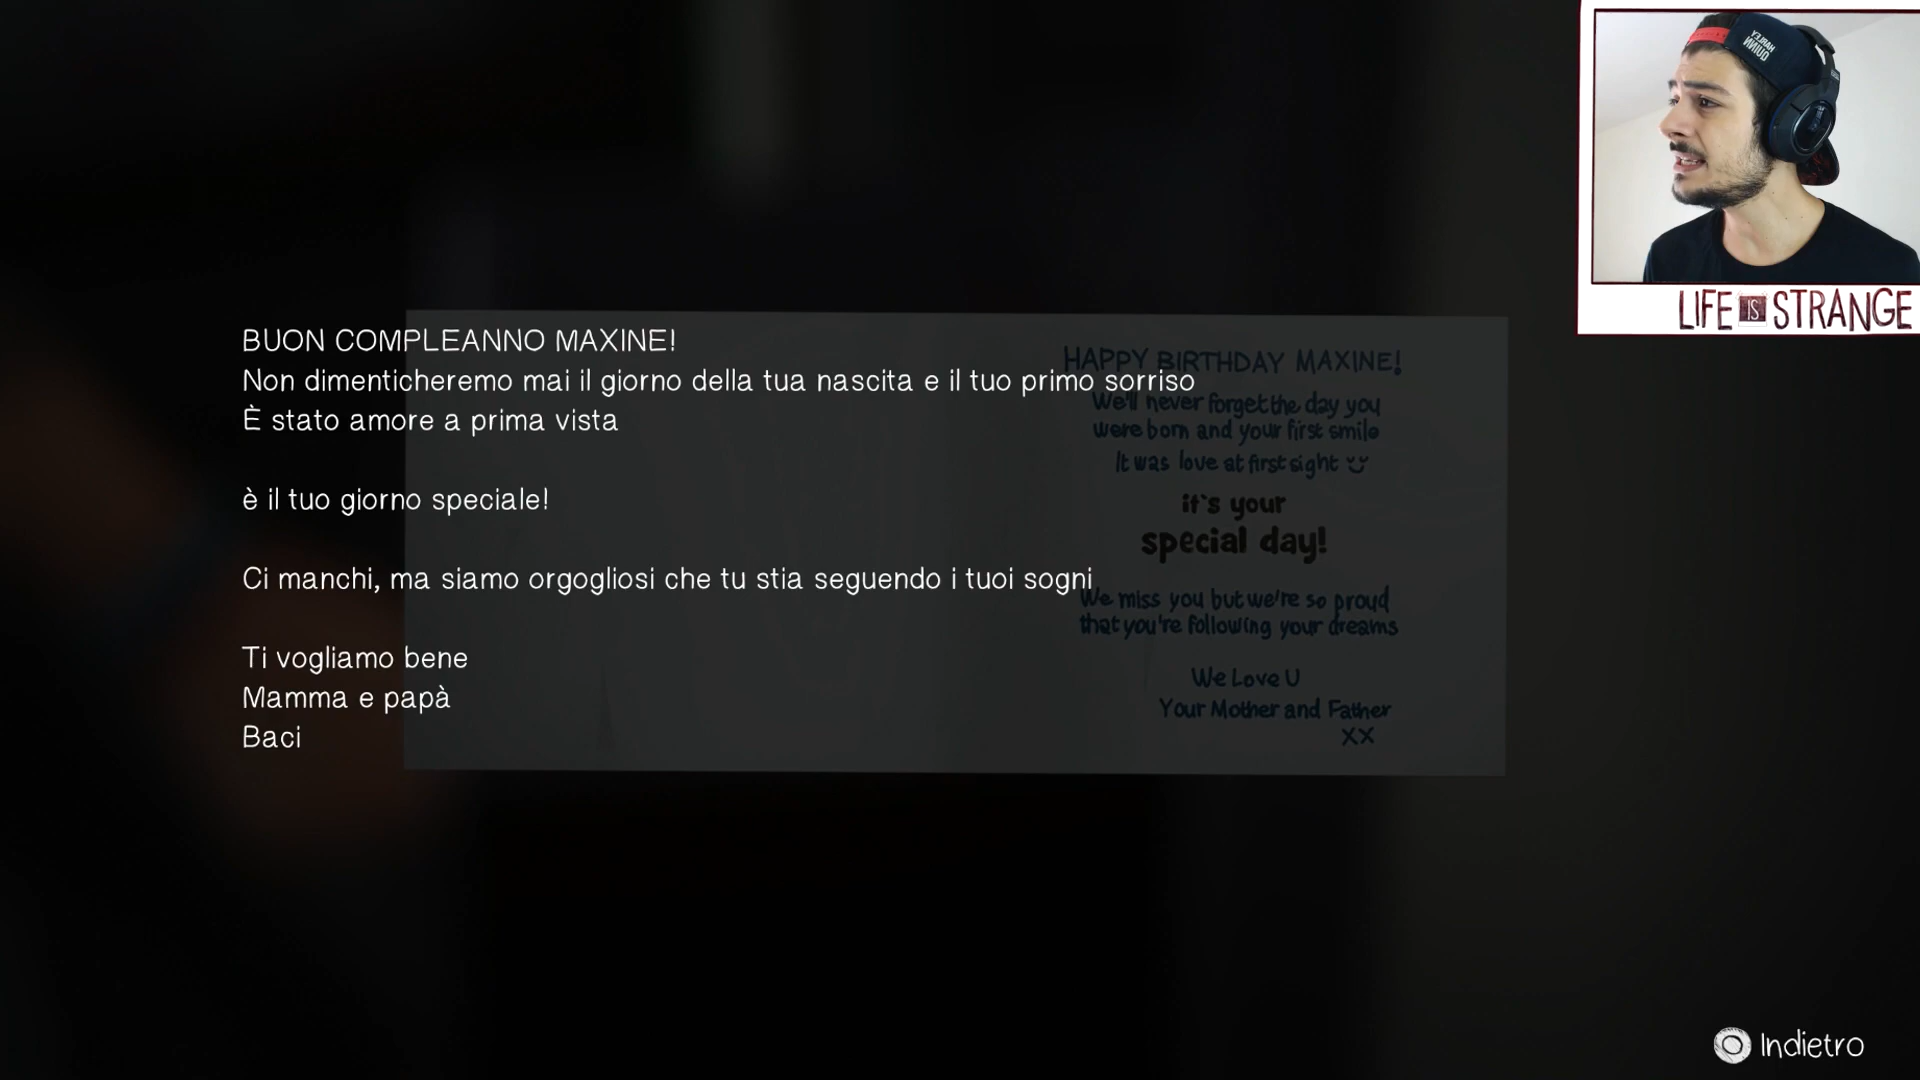 BUON COMPLEANNO MAXINE!
Non dimenticheremo mai il giorno della tua nascita e il tuo primo sorriso
È stato amore a prima vista
è il tuo giorno speciale!
Ci manchi, ma siamo orgogliosi che tu stia seguendo i tuoi sogni
Ti vogliamo bene
Mamma e papà
Baci
HAPPY BIRTHDAY MAXINE!
We'll never forget the day you
were born and your first smile
It was love at first sight
it's your
special day!
We miss you but we're so proud
that you're following your dreams
We Love U
Your Mother and Father
XX
HARLEY
QUINN
LIFE IS STRANGE
Indietro